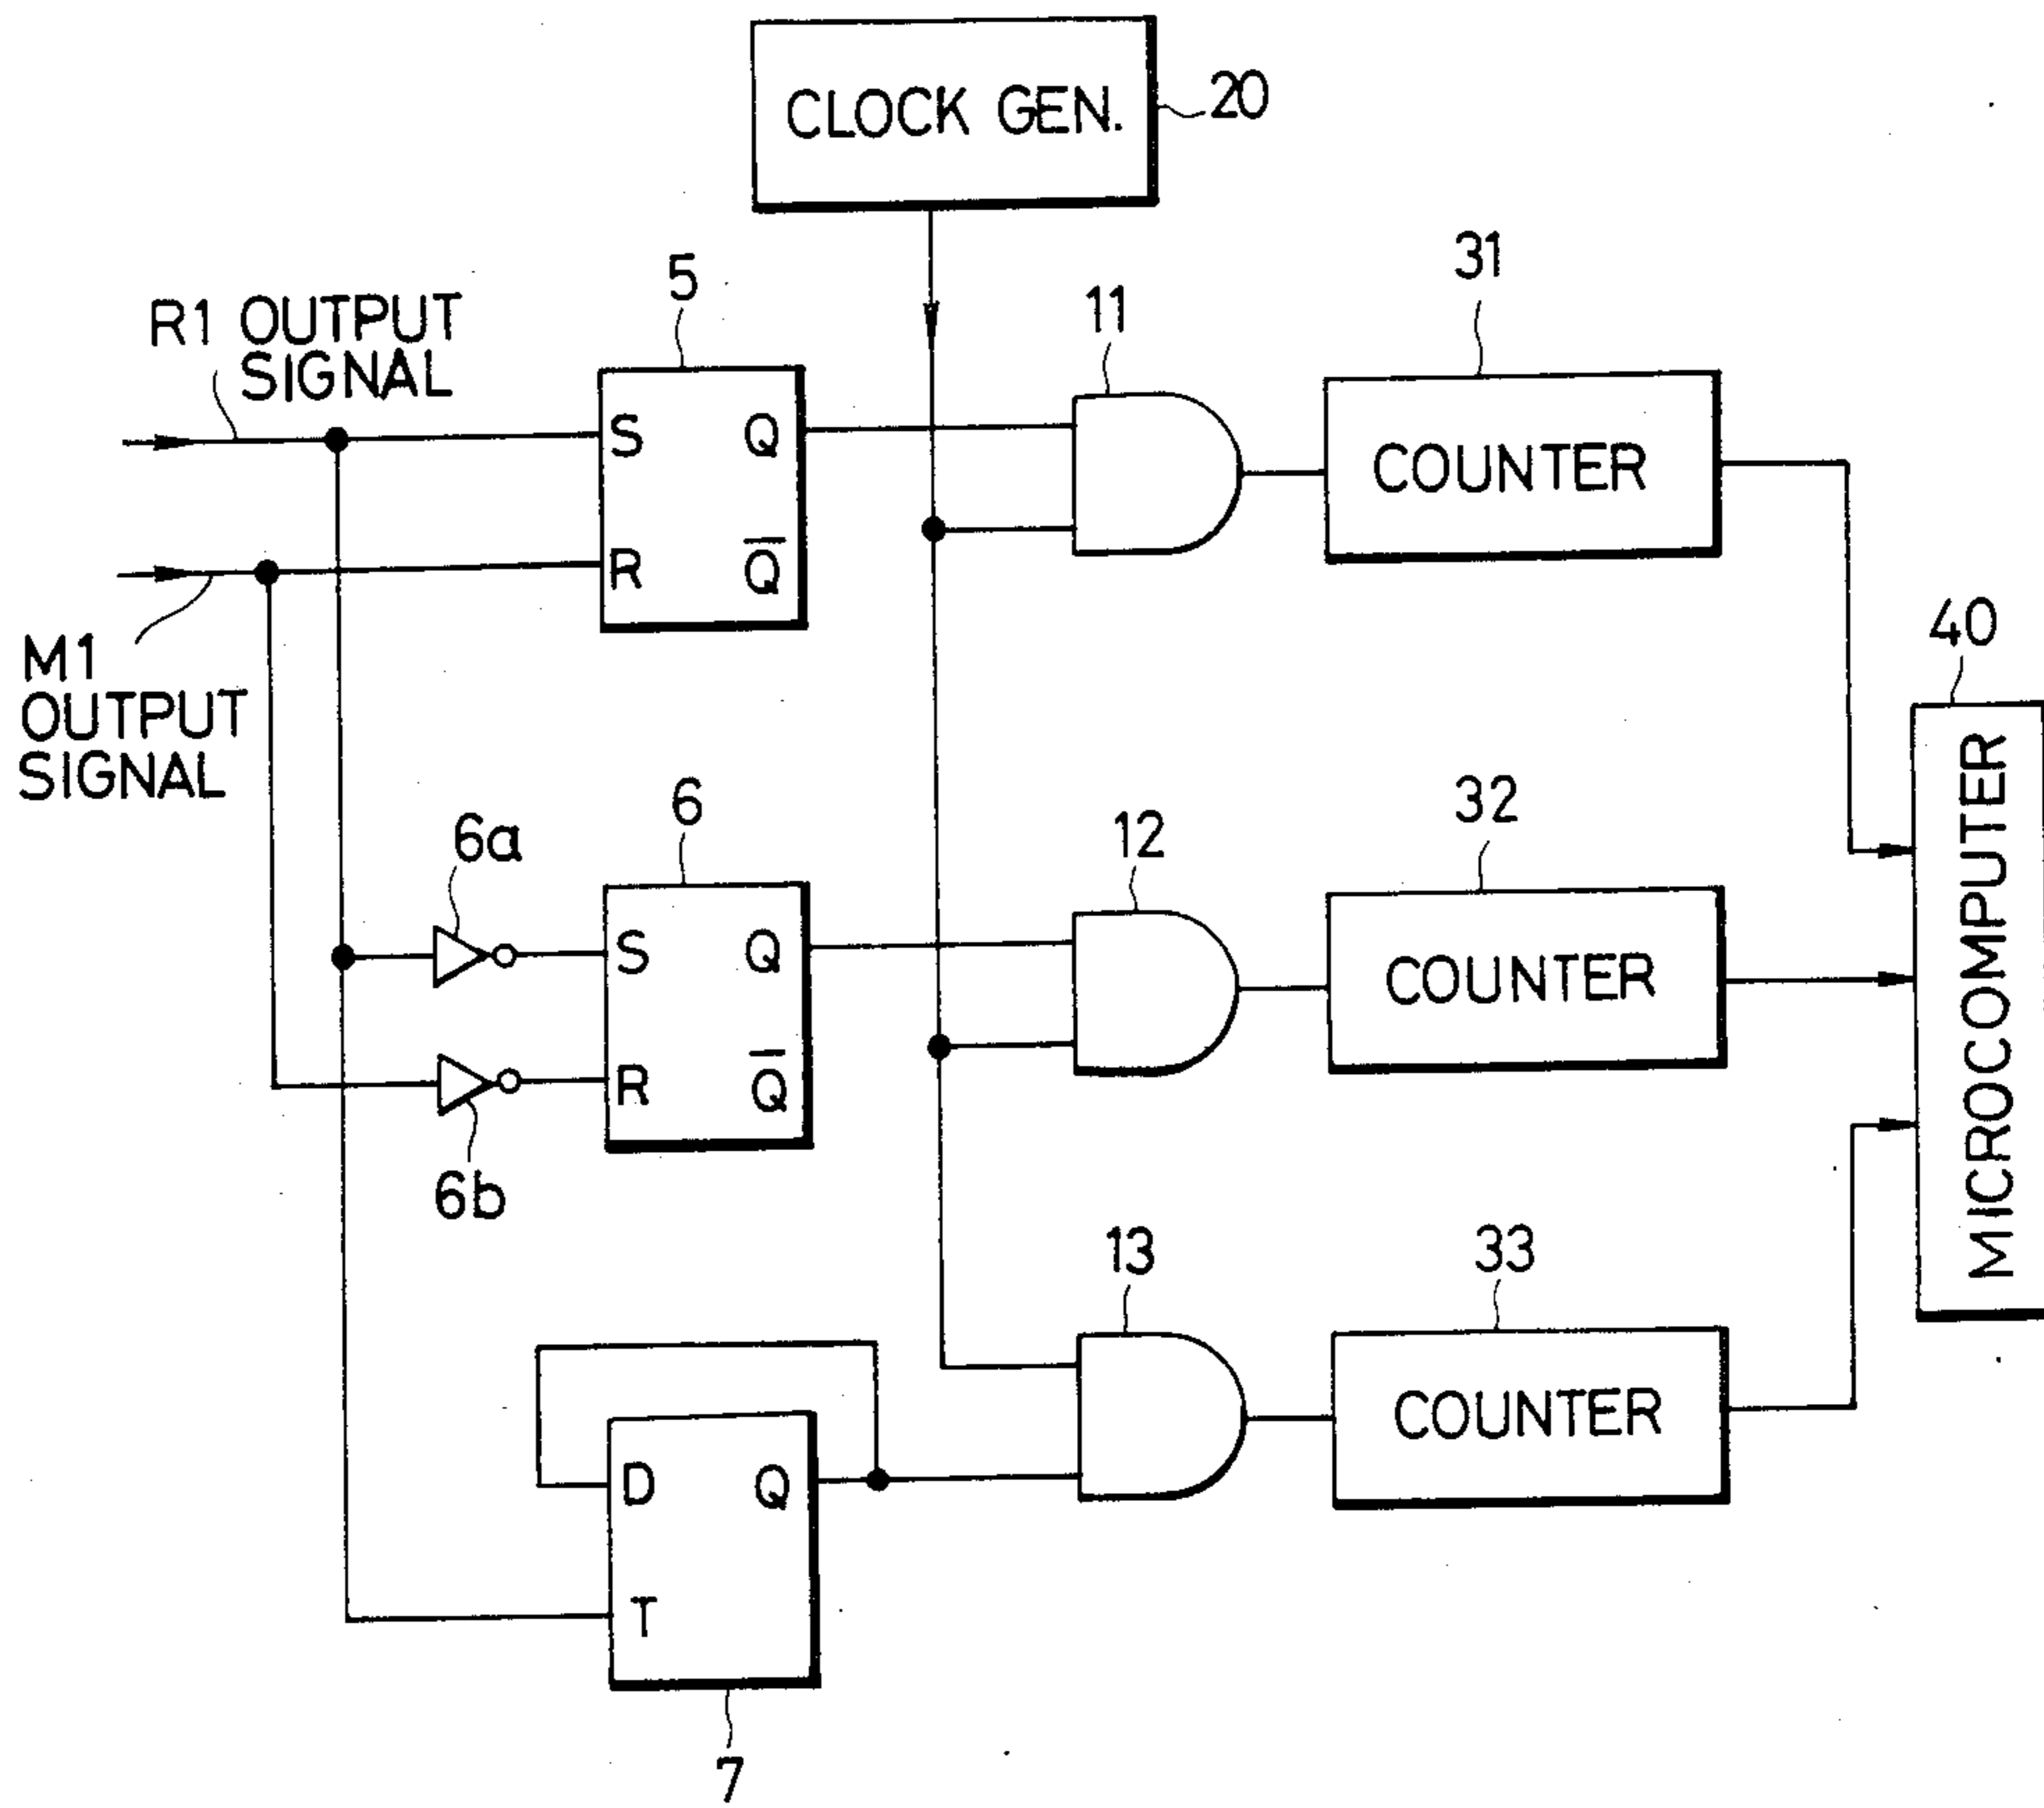 CLOCK GEN.
20
5
11
31
R1 OUTPUT
SIGNAL
S Q
COUNTER
R Q̅
M1
OUTPUT
SIGNAL
40
MICROCOMPUTER
6a
6
12
32
S Q
COUNTER
R Q̅
6b
13
33
D Q
COUNTER
T
7